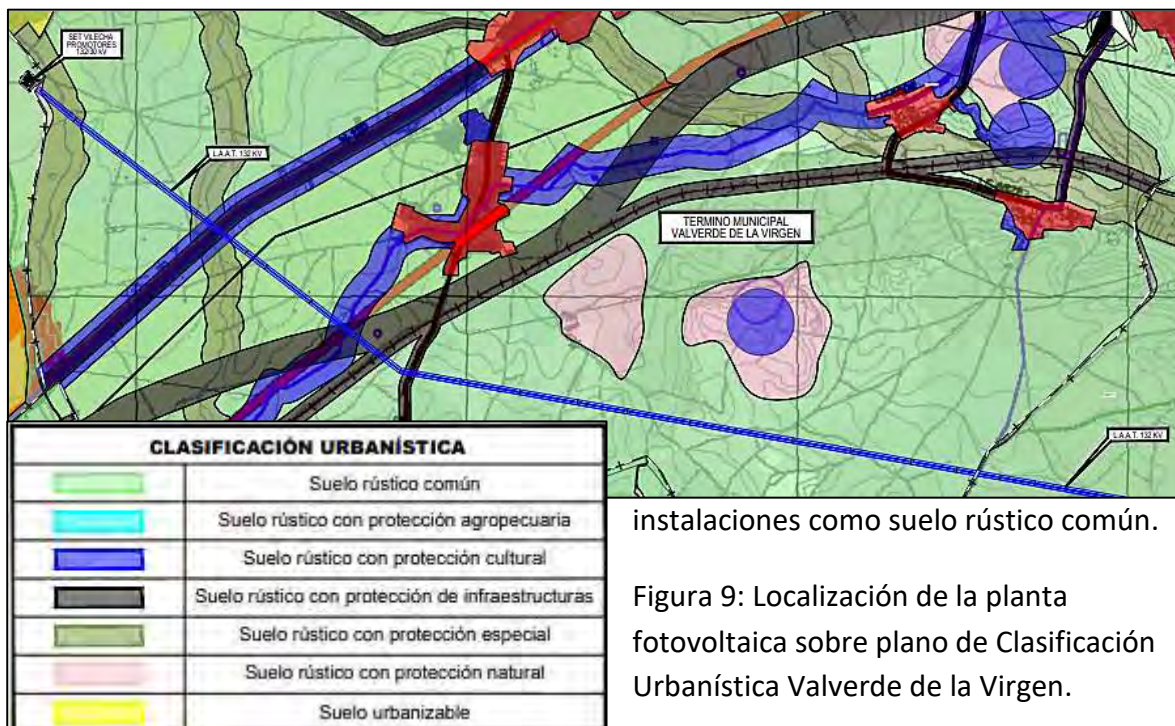 SET VILECHA
PROMOTORES
132/30 kV
L.A.A.T. 132 KV
TERMINO MUNICIPAL
VALVERDE DE LA VIRGEN
L.A.A.T. 132 KV
CLASIFICACIÓN URBANÍSTICA
Suelo rústico común
Suelo rústico con protección agropecuaria
Suelo rústico con protección cultural
Suelo rústico con protección de infraestructuras
Suelo rústico con protección especial
Suelo rústico con protección natural
Suelo urbanizable
instalaciones como suelo rústico común.
Figura 9: Localización de la planta
fotovoltaica sobre plano de Clasificación
Urbanística Valverde de la Virgen.